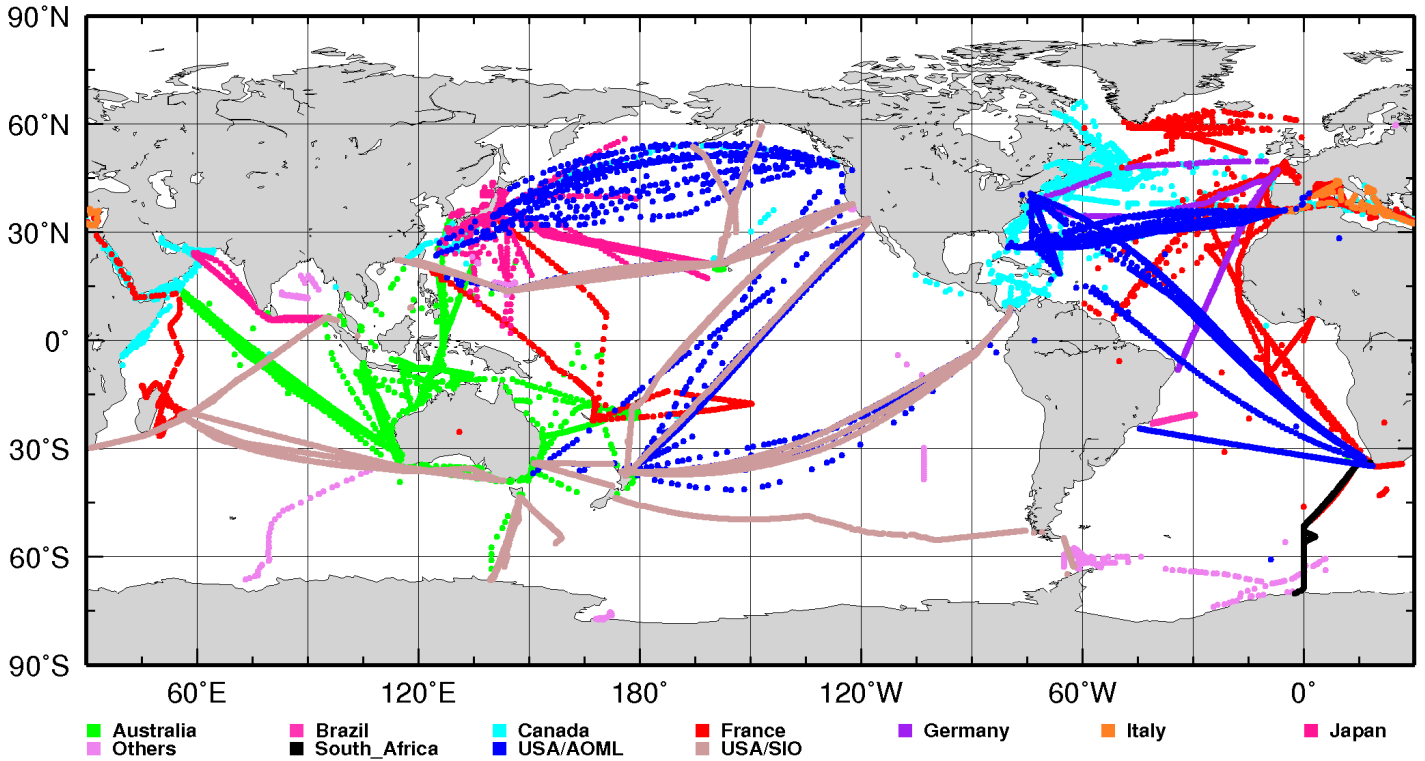 90°N
60°N
30°N
0°
30°S
60°S
90°S
60°E 120°E 180° 120°W 60°W 0°
Australia Brazil Canada France Germany Italy Japan
Others South_Africa USA/AOML USA/SIO